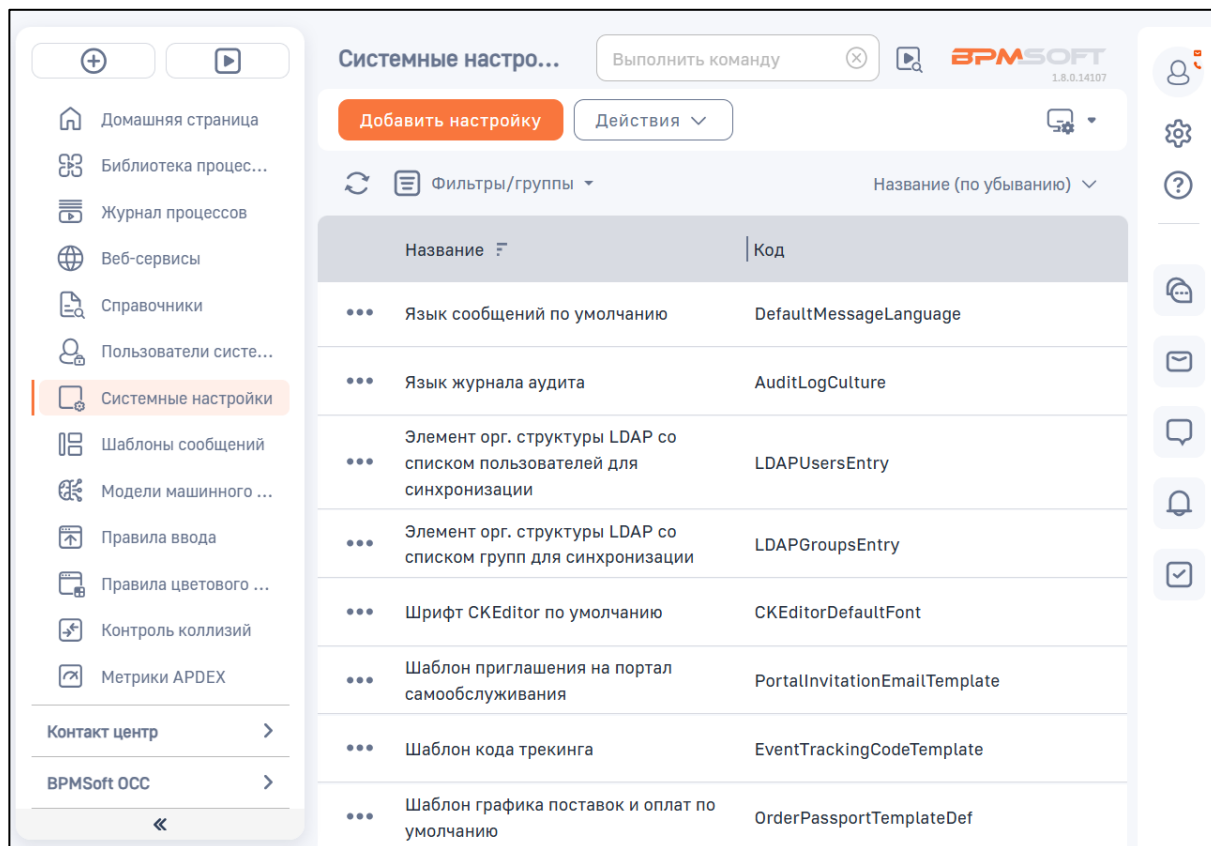 Системные настро...
Выполнить команду
BPMSOFT
1.8.0.14107
Домашняя страница
Библиотека процес...
Журнал процессов
Веб-сервисы
Справочники
Пользователи систе...
Системные настройки
Шаблоны сообщений
Модели машинного ...
Правила ввода
Правила цветового ...
Контроль коллизий
Метрики APDEX
Контакт центр
BPMSoft OCC
Добавить настройку
Действия
Фильтры/группы
Название (по убыванию)
Название Код
Язык сообщений по умолчанию DefaultMessageLanguage
Язык журнала аудита AuditLogCulture
Элемент орг. структуры LDAP со
списком пользователей для
синхронизации
LDAPUsersEntry
Элемент орг. структуры LDAP со
списком групп для синхронизации
LDAPGroupsEntry
Шрифт CKEditor по умолчанию CKEditorDefaultFont
Шаблон приглашения на портал
самообслуживания
PortalInvitationEmailTemplate
Шаблон кода трекинга EventTrackingCodeTemplate
Шаблон графика поставок и оплат по
умолчанию
OrderPassportTemplateDef